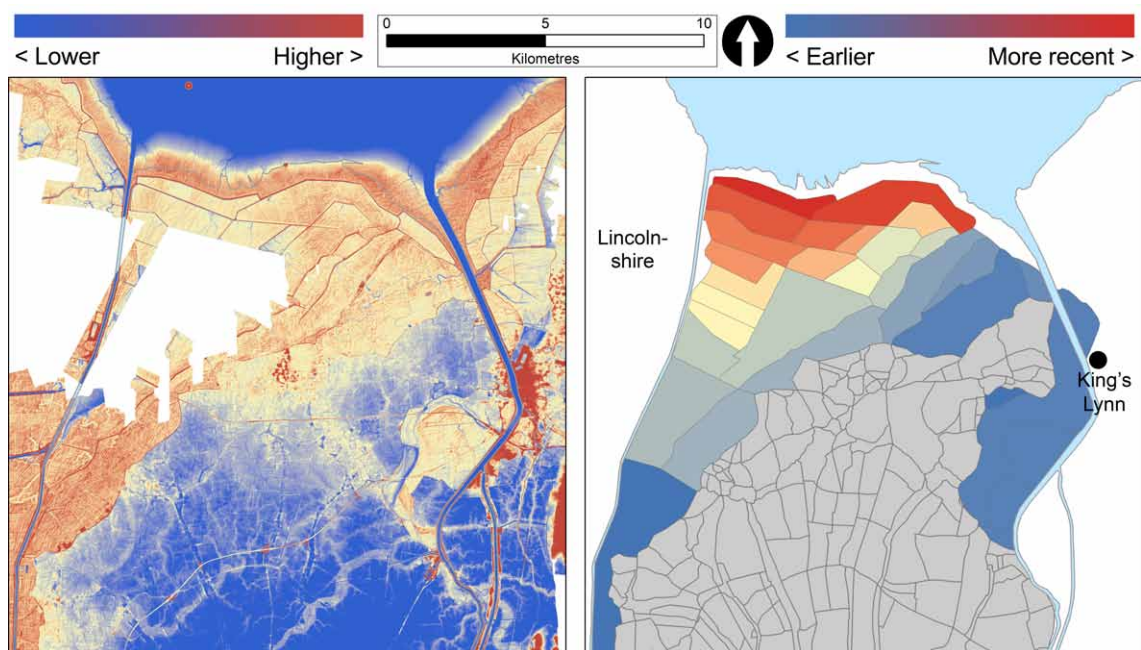 < Lower
Higher >
0
5
10
Kilometres
< Earlier
More recent >
Lincoln-
shire
King's
Lynn